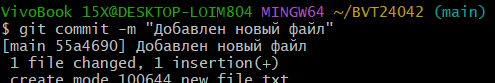 VivoBook 15X@DESKTOP-LOIM8O4 MINGW64 ~/BVT24042 (main)
$ git commit -m "Добавлен новый файл"
[main 55a4690] Добавлен новый файл
 1 file changed, 1 insertion(+)
 create mode 100644 new_file.txt